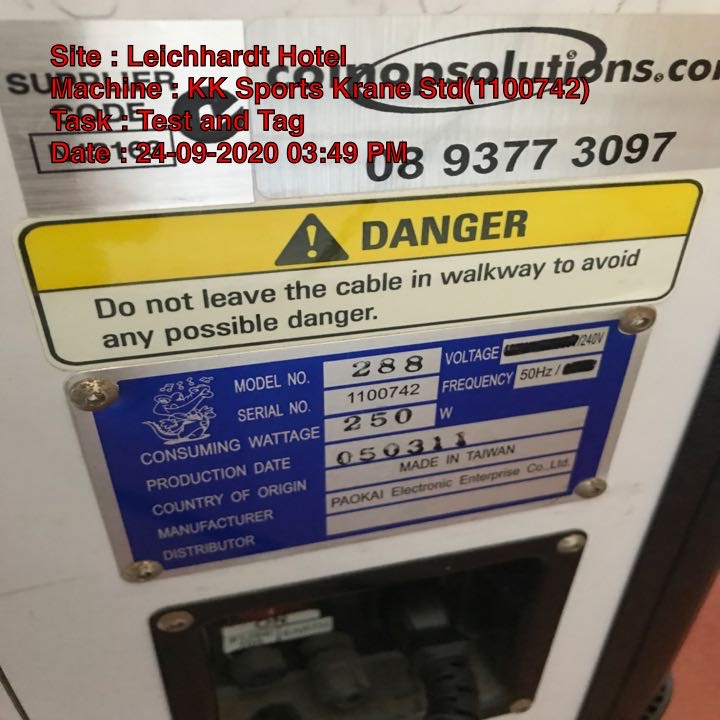 Site : Leichhardt Hotel
Machine : KK Sports Krane Std(1100742)
Task : Test and Tag
Date : 24-09-2020 03:49 PM
SUPPLIER
CODE
comonsolutions.co
08 9377 3097
DANGER
Do not leave the cable in walkway to avoid
any possible danger.
MODEL NO. 288
SERIAL NO. 1100742
CONSUMING WATTAGE 250 W
PRODUCTION DATE 050311
COUNTRY OF ORIGIN MADE IN TAIWAN
MANUFACTURER PAOKAI Electronic Enterprise Co.,Ltd.
DISTRIBUTOR
VOLTAGE /240V
FREQUENCY 50Hz /